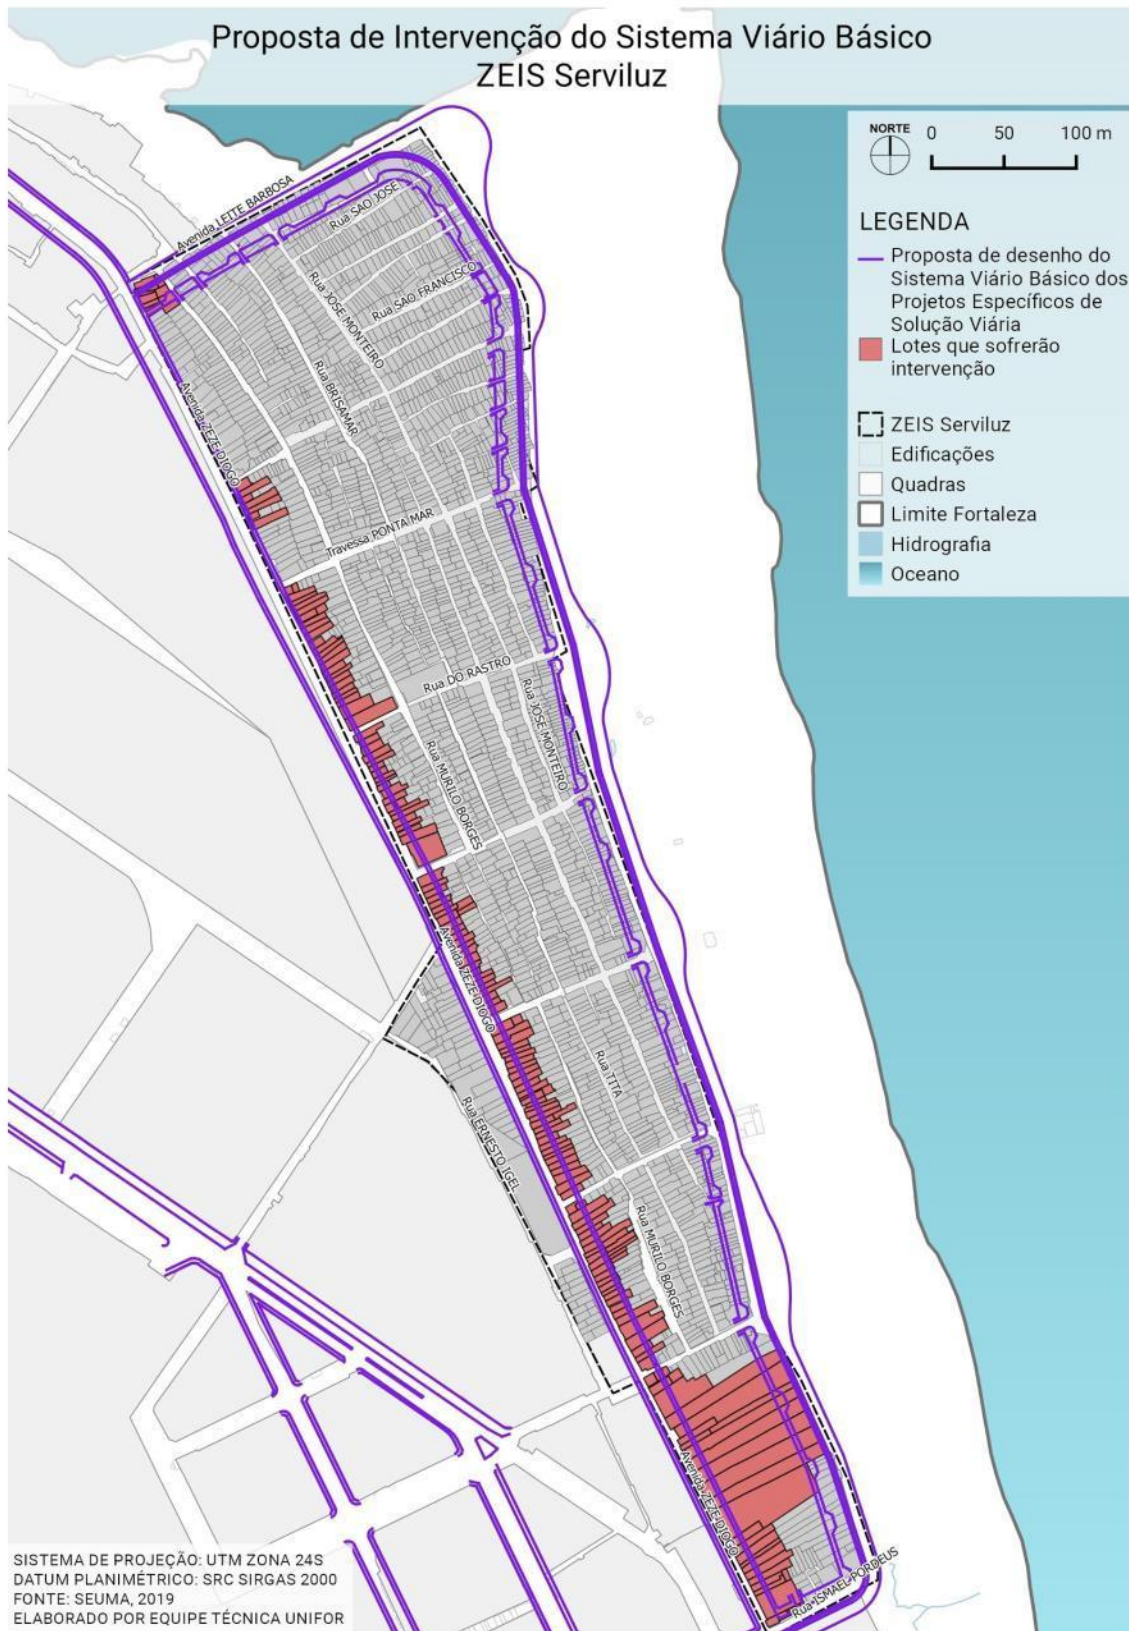 Proposta de Intervenção do Sistema Viário Básico
ZEIS Serviluz
NORTE
0 50 100 m
LEGENDA
Proposta de desenho do
Sistema Viário Básico dos
Projetos Específicos de
Solução Viária
Lotes que sofrerão
intervenção
ZEIS Serviluz
Edificações
Quadras
Limite Fortaleza
Hidrografia
Oceano
Avenida LEITE BARBOSA
Rua SAO JOSE
Rua SAO FRANCISCO
Rua JOSE MONTEIRO
Rua BRISAMAR
Avenida ZEZE DIOGO
Travessa PONTA MAR
Rua DO RASTRO
Rua JOSE MONTEIRO
Rua MURILO BORGES
Avenida ZEZE DIOGO
Rua TITA
Rua ERNESTO IGEL
Rua MURILO BORGES
Avenida ZEZE DIOGO
Rua ISMAEL PORDEUS
SISTEMA DE PROJEÇÃO: UTM ZONA 24S
DATUM PLANIMÉTRICO: SRC SIRGAS 2000
FONTE: SEUMA, 2019
ELABORADO POR EQUIPE TÉCNICA UNIFOR